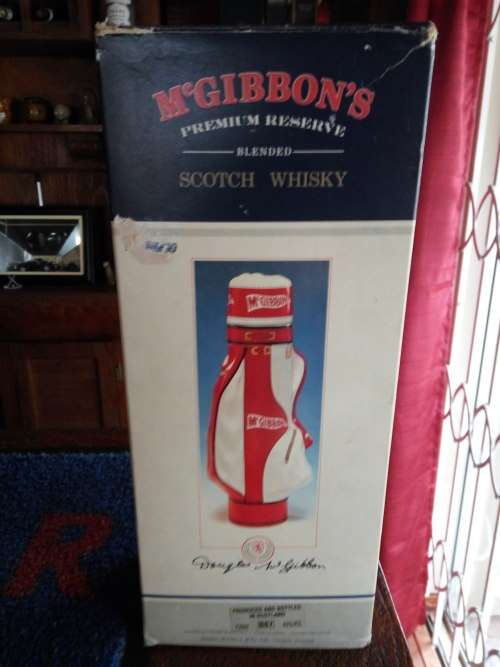 McGIBBON'S
PREMIUM RESERVE
BLENDED
SCOTCH WHISKY
McGIBBON
McGIBBON
Douglas McGibbon
PRODUCED AND BOTTLED
IN SCOTLAND
R